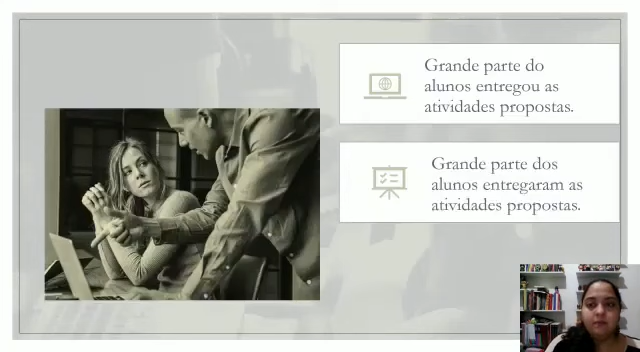 Grande parte do
alunos entregou as
atividades propostas.
Grande parte dos
alunos entregaram as
atividades propostas.